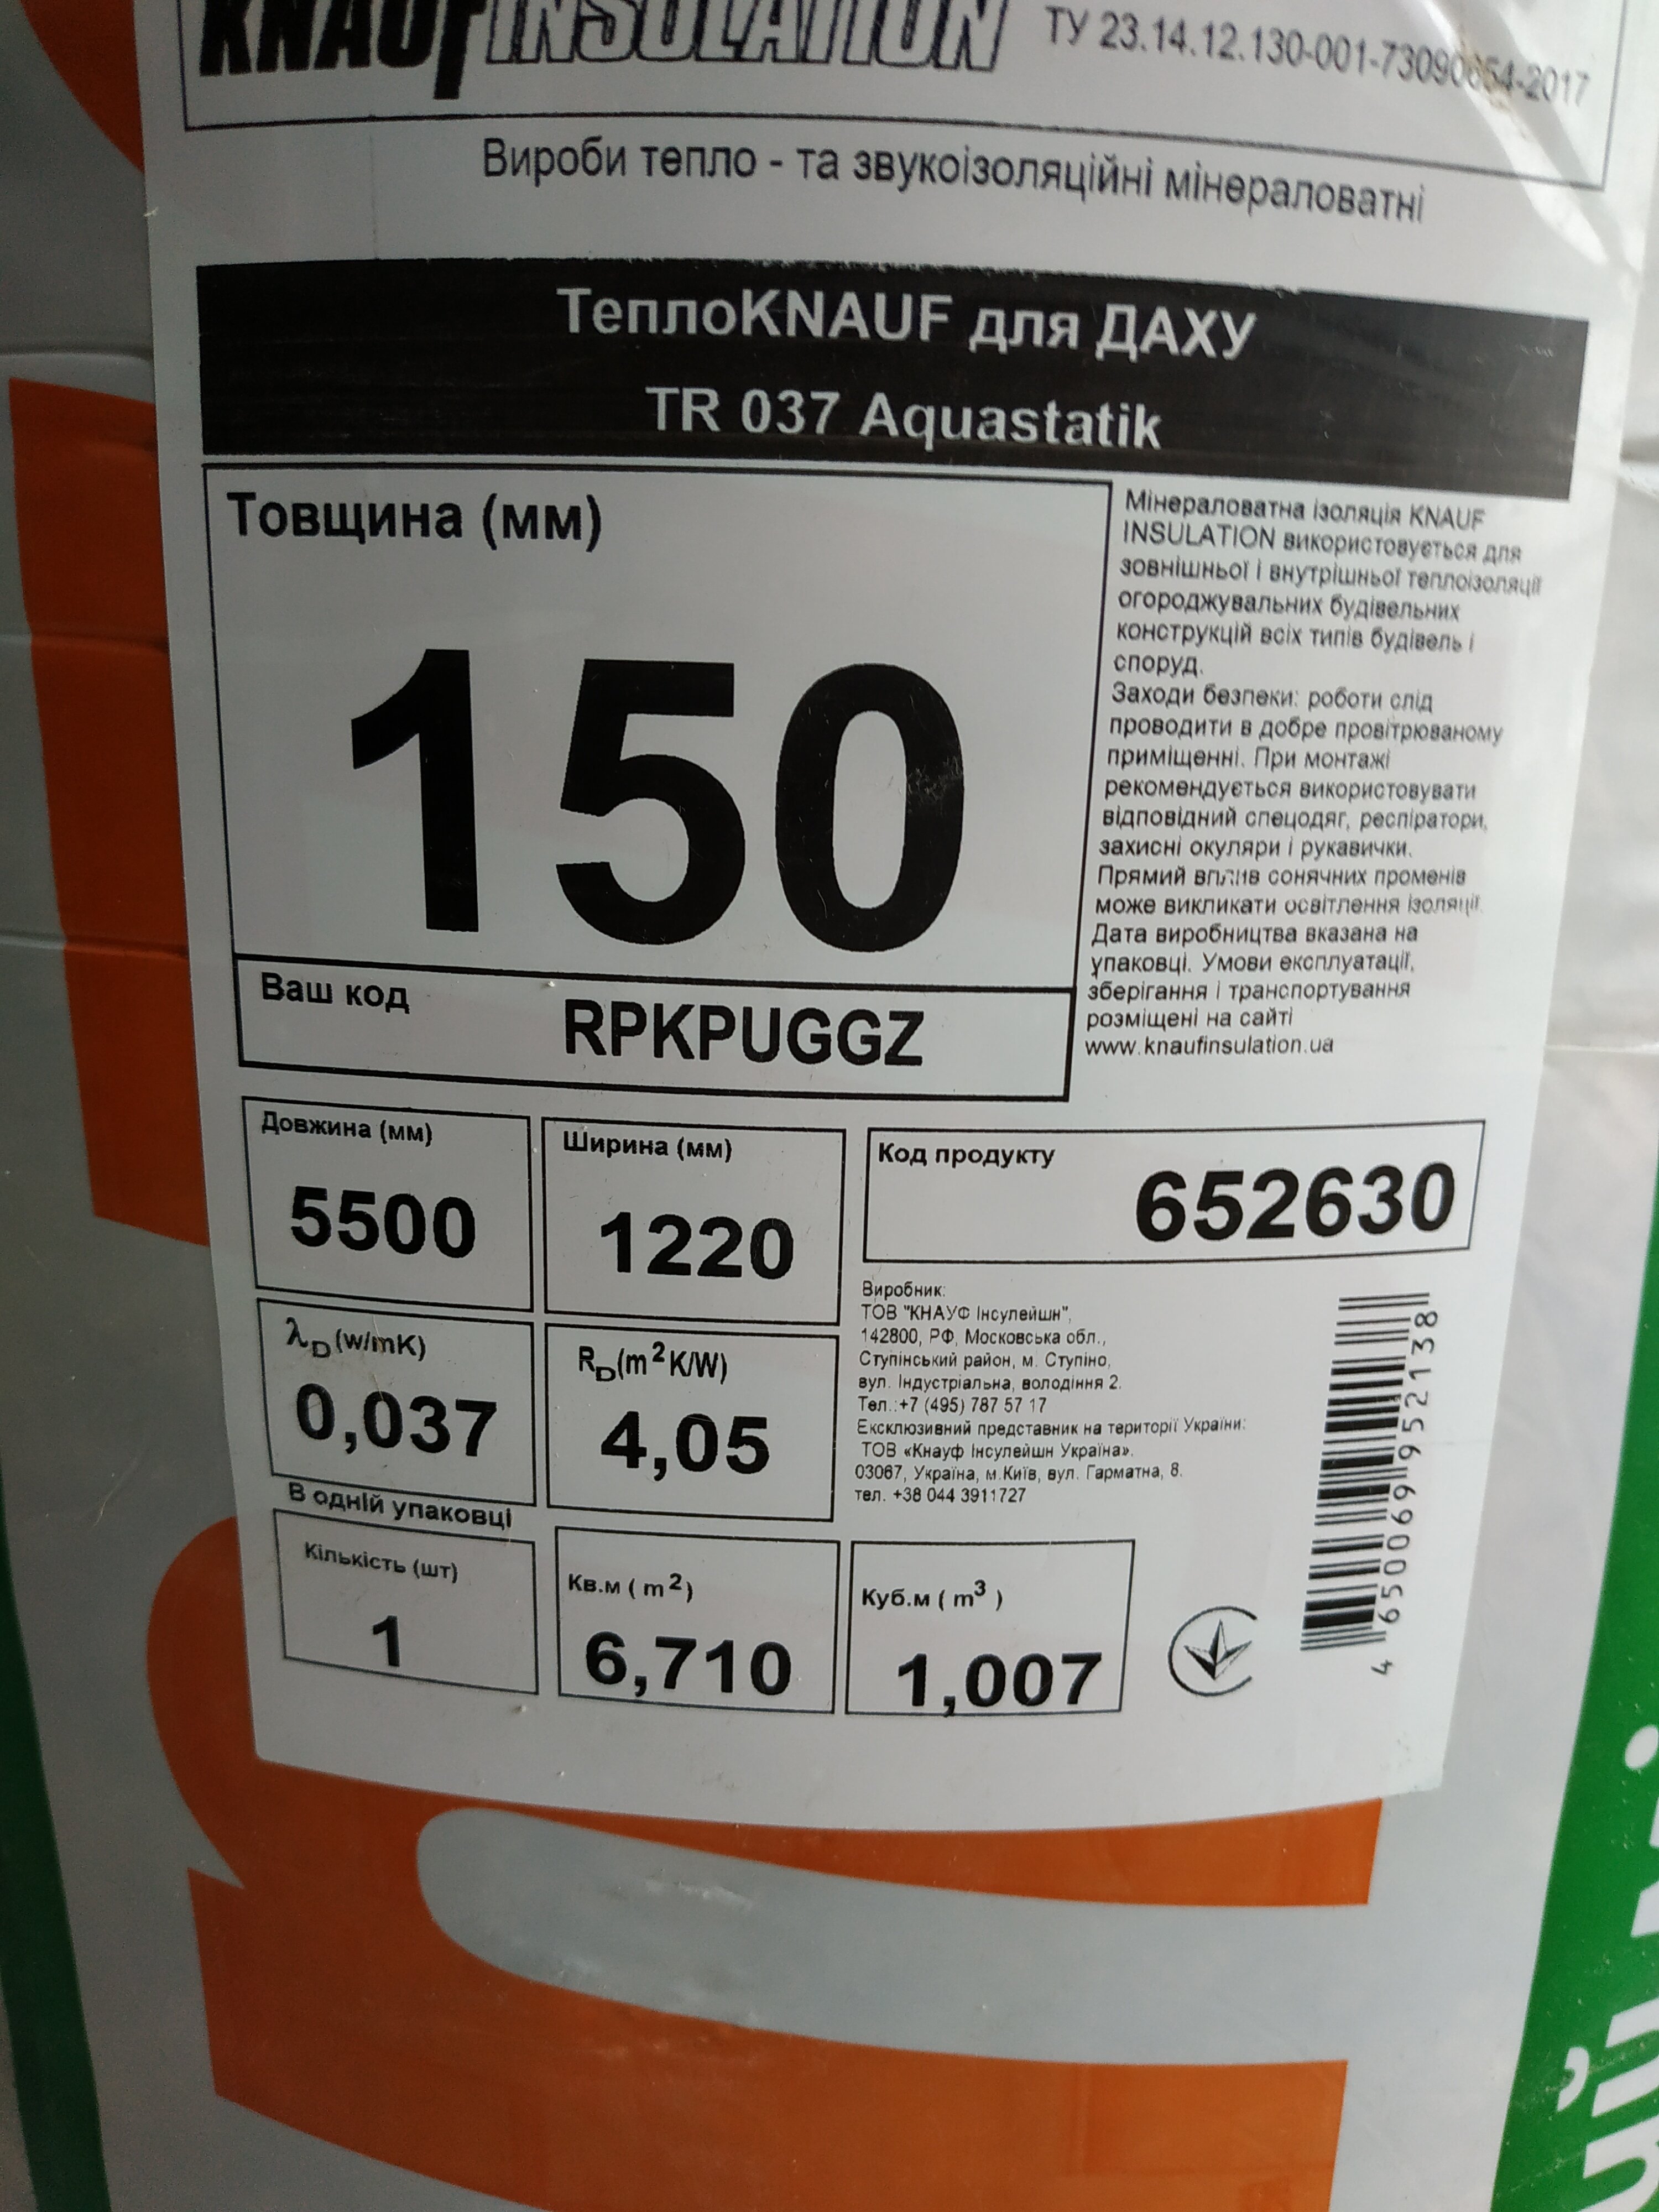 KNAUF INSULATION
ТУ 23.14.12.130-001-73090654-2017
Вироби тепло - та звукоізоляційні мінераловатні
ТеплоKNAUF для ДАХУ
TR 037 Aquastatik
Товщина (мм)
150
Ваш код
RPKPUGGZ
Мінераловатна ізоляція KNAUF
INSULATION використовується для
зовнішньої і внутрішньої теплоізоляції
огороджувальних будівельних
конструкцій всіх типів будівель і
споруд.
Заходи безпеки: роботи слід
проводити в добре провітрюваному
приміщенні. При монтажі
рекомендується використовувати
відповідний спецодяг, респіратори,
захисні окуляри і рукавички.
Прямий вплив сонячних променів
може викликати освітлення ізоляції.
Дата виробництва вказана на
упаковці. Умови експлуатації,
зберігання і транспортування
розміщені на сайті
www.knaufinsulation.ua
Довжина (мм)
5500
Ширина (мм)
1220
Код продукту
652630
λD (w/mK)
0,037
RD(m²K/W)
4,05
Виробник:
ТОВ "КНАУФ Інсулейшн",
142800, РФ, Московська обл.,
Ступінський район, м. Ступіно,
вул. Індустріальна, володіння 2.
Тел.:+7 (495) 787 57 17
Ексклюзивний представник на території України:
ТОВ «Кнауф Інсулейшн Україна».
03067, Україна, м.Київ, вул. Гарматна, 8.
тел. +38 044 3911727
4 650069 952138
В одній упаковці
Кількість (шт)
1
Кв.м ( m²)
6,710
Куб.м ( m³ )
1,007